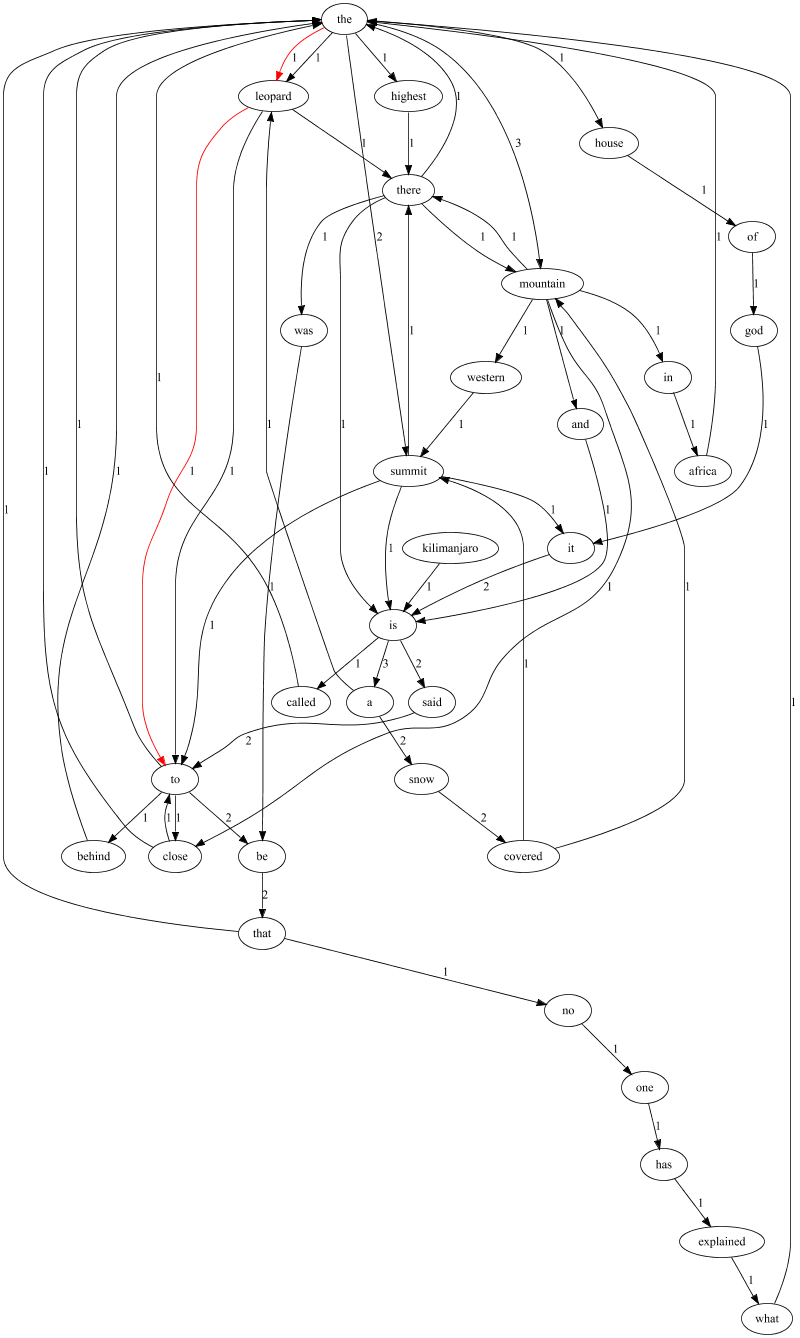 the
1 1 1 1
leopard highest
1
house
1 1 3
there 1
of
1 2 1 1 1
mountain
was god
1 1 1 1
western in
1 1
and
1 1 1 1 1
summit africa
1 1 1 1
kilimanjaro it
1 1 2
is
1 1 3 2
called a said
2 2
to snow
1 1 1 2 2
behind close be covered
2
that
1
no
1
one
1
has
1
explained
1
what